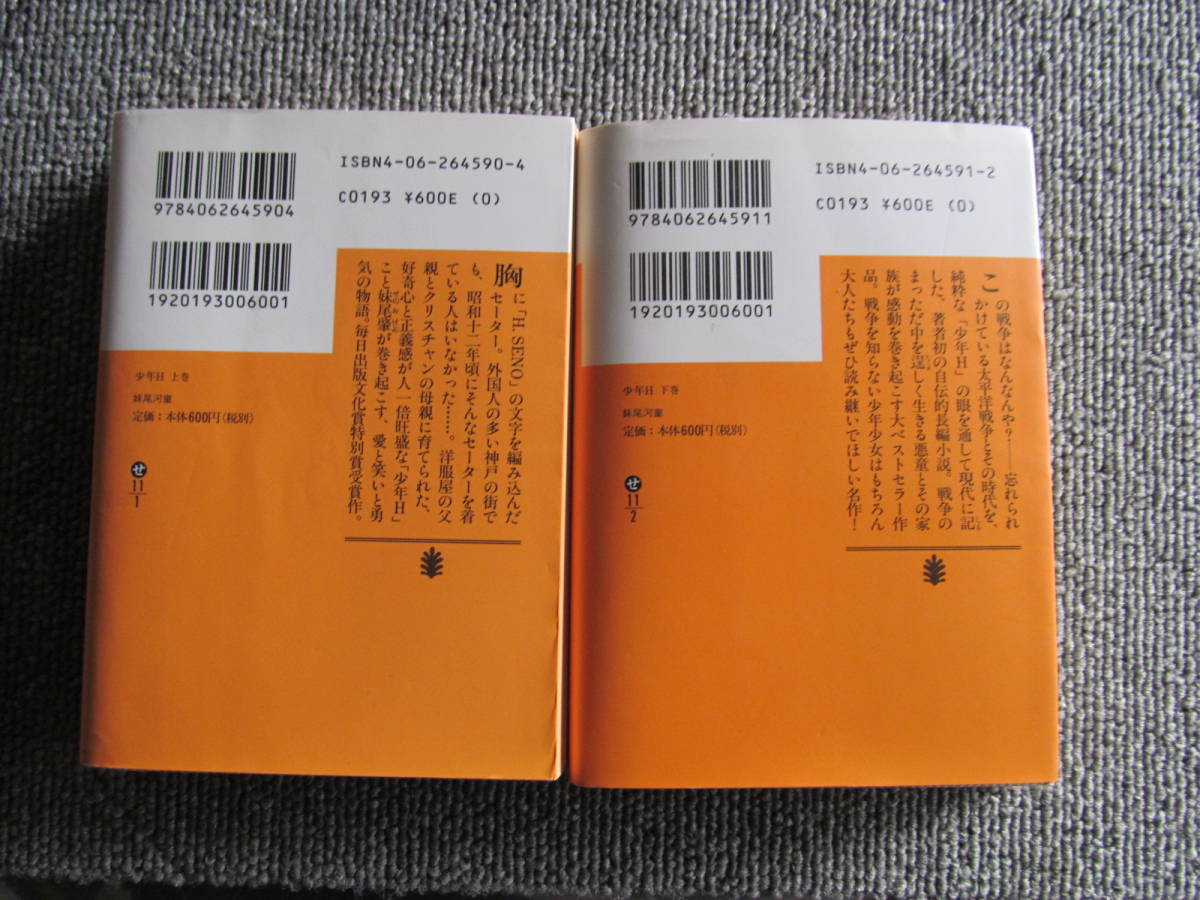 ISBN4-06-264590-4
C0193 ¥600E (0)
9784062645904
1920193006001
胸に「H. SENO」の文字を編み込んだ
セーター。外国人の多い神戸の街で
も、昭和十二年頃にそんなセーターを着
ている人はいなかった……。洋服屋の父
親とクリスチャンの母親に育てられた、
好奇心と正義感が人一倍旺盛な「少年H」
こと妹尾肇が巻き起こす、愛と笑いと勇
気の物語。毎日出版文化賞特別賞受賞作。
少年H 上巻
妹尾河童
定価:本体600円(税別)
せ
11
1
ISBN4-06-264591-2
C0193 ¥600E (0)
9784062645911
1920193006001
この戦争はなんなんや?——忘れられ
かけている太平洋戦争とその時代を、
純粋な「少年H」の眼を通して現代に記
した、著者初の自伝的長編小説。戦争の
まっただ中を逞しく生きる悪童とその家
族が感動を巻き起こす大ベストセラー作
品。戦争を知らない少年少女はもちろん
大人たちもぜひ読み継いでほしい名作!
少年H 下巻
妹尾河童
定価:本体600円(税別)
せ
11
2